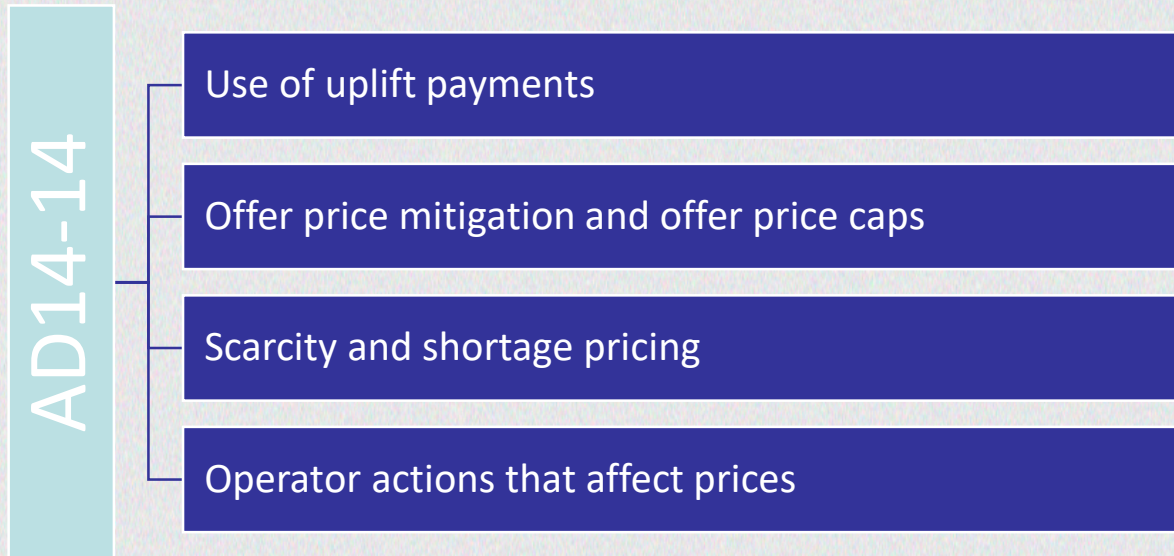 AD14-14
Use of uplift payments
Offer price mitigation and offer price caps
Scarcity and shortage pricing
Operator actions that affect prices